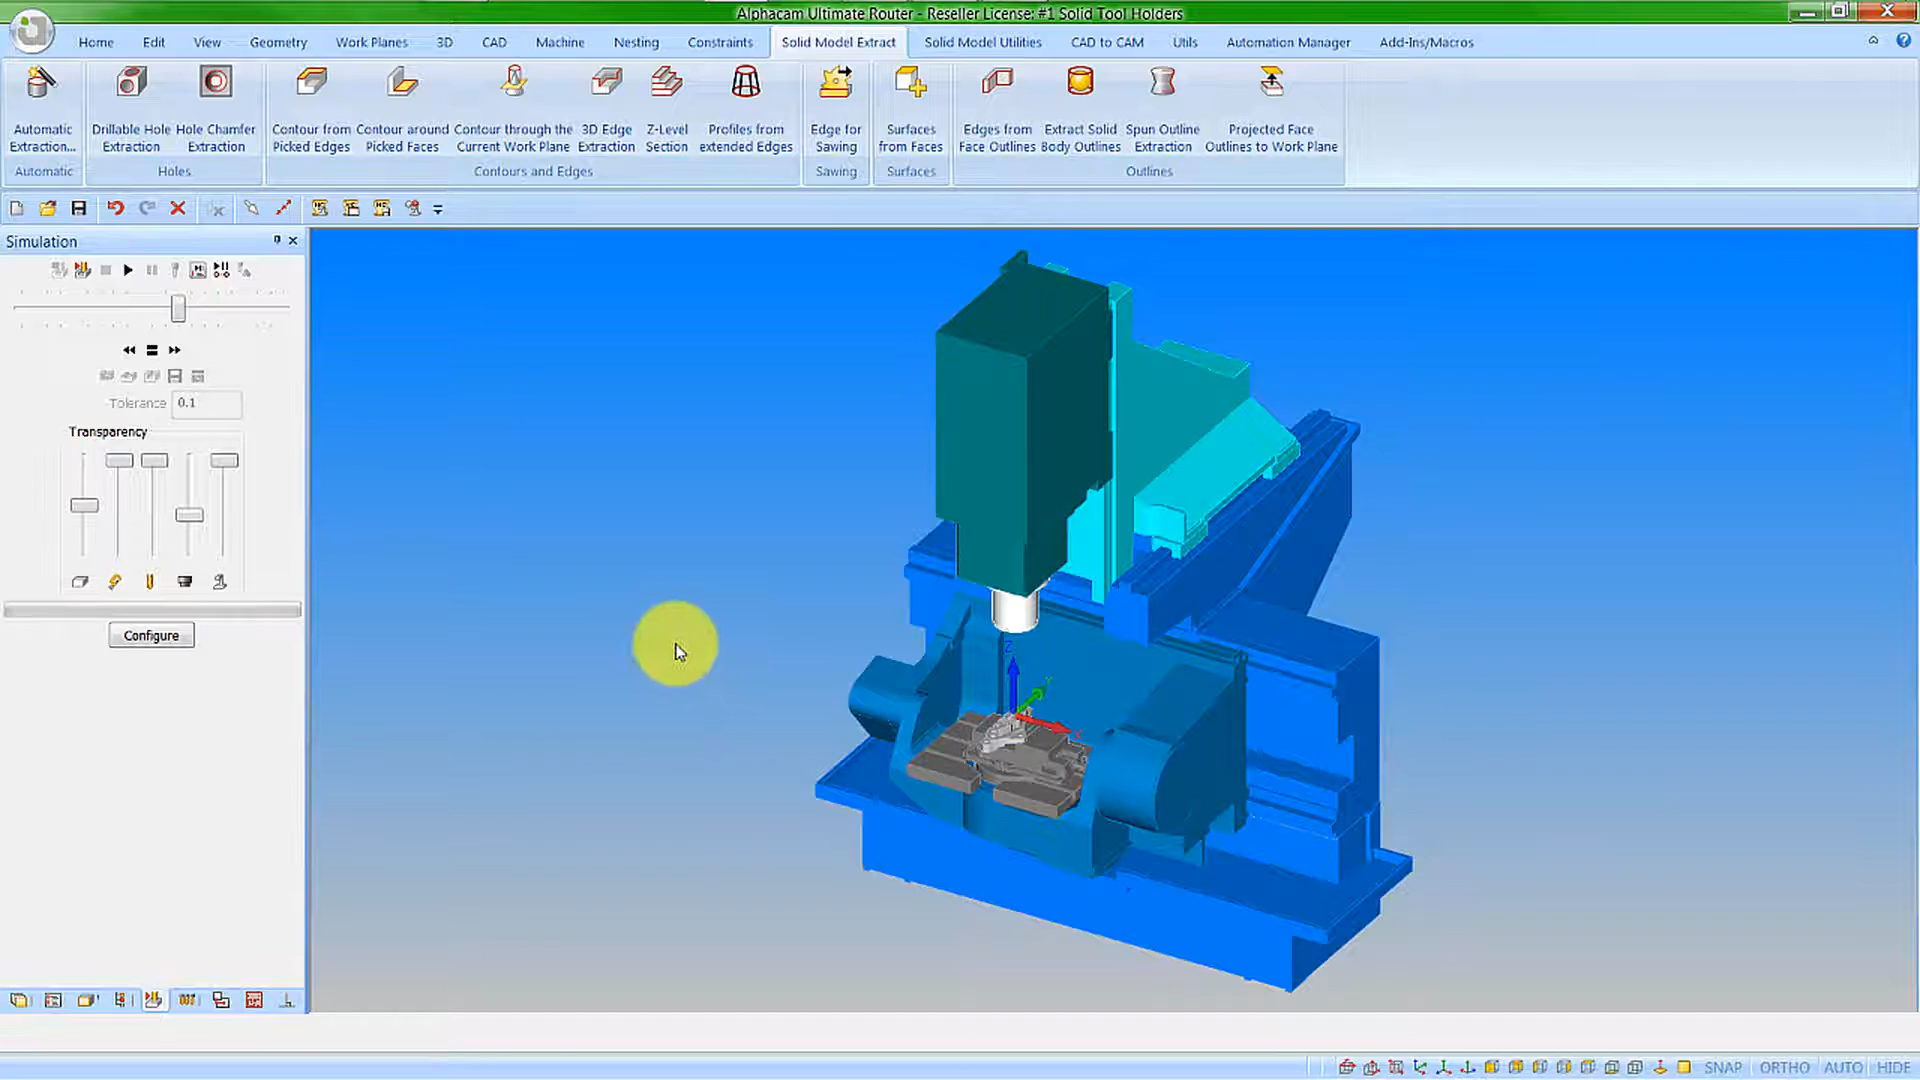 Alphacam Ultimate Router - Reseller License: #1 Solid Tool Holders
Home Edit View Geometry Work Planes 3D CAD Machine Nesting Constraints Solid Model Extract Solid Model Utilities CAD to CAM Utils Automation Manager Add-Ins/Macros
Automatic Drillable Hole Hole Chamfer Contour from Contour around Contour through the 3D Edge Z-Level Profiles from Edge for Surfaces Edges from Extract Solid Spun Outline Projected Face
Extraction... Extraction Extraction Picked Edges Picked Faces Current Work Plane Extraction Section extended Edges Sawing from Faces Face Outlines Body Outlines Extraction Outlines to Work Plane
Automatic Holes Contours and Edges Sawing Surfaces Outlines
Simulation
Tolerance 0.1
Transparency
Configure
Z
Y
X
SNAP ORTHO AUTO HIDE